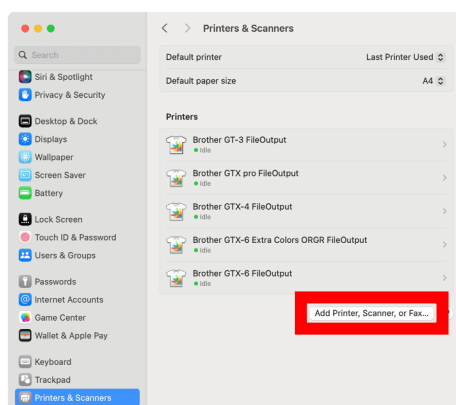 Printers & Scanners
Search
Siri & Spotlight
Privacy & Security
Desktop & Dock
Displays
Wallpaper
Screen Saver
Battery
Lock Screen
Touch ID & Password
Users & Groups
Passwords
Internet Accounts
Game Center
Wallet & Apple Pay
Keyboard
Trackpad
Printers & Scanners
Default printer Last Printer Used
Default paper size A4
Printers
Brother GT-3 FileOutput
Idle
Brother GTX pro FileOutput
Idle
Brother GTX-4 FileOutput
Idle
Brother GTX-6 Extra Colors ORGR FileOutput
Idle
Brother GTX-6 FileOutput
Idle
Add Printer, Scanner, or Fax...